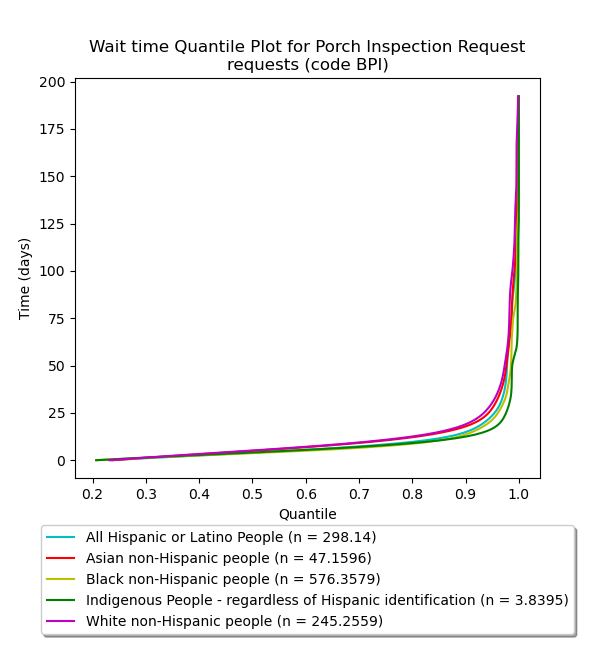 Wait time Quantile Plot for Porch Inspection Request
requests (code BPI)
200
175
150
125
100
75
50
25
0
Time (days)
0.2 0.3 0.4 0.5 0.6 0.7 0.8 0.9 1.0
Quantile
All Hispanic or Latino People (n = 298.14)
Asian non-Hispanic people (n = 47.1596)
Black non-Hispanic people (n = 576.3579)
Indigenous People - regardless of Hispanic identification (n = 3.8395)
White non-Hispanic people (n = 245.2559)